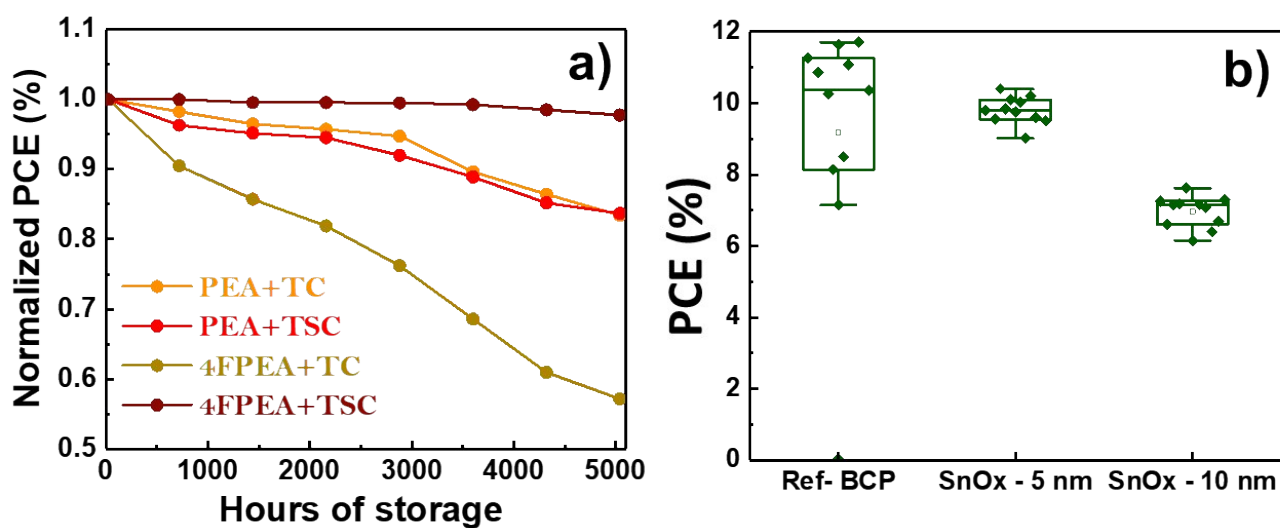 a)
Normalized PCE (%)
1.1
1.0
0.9
0.8
0.7
0.6
0.5
PEA+TC
PEA+TSC
4FPEA+TC
4FPEA+TSC
0 1000 2000 3000 4000 5000
Hours of storage
b)
PCE (%)
12
10
8
6
4
2
0
Ref- BCP SnOx - 5 nm SnOx - 10 nm